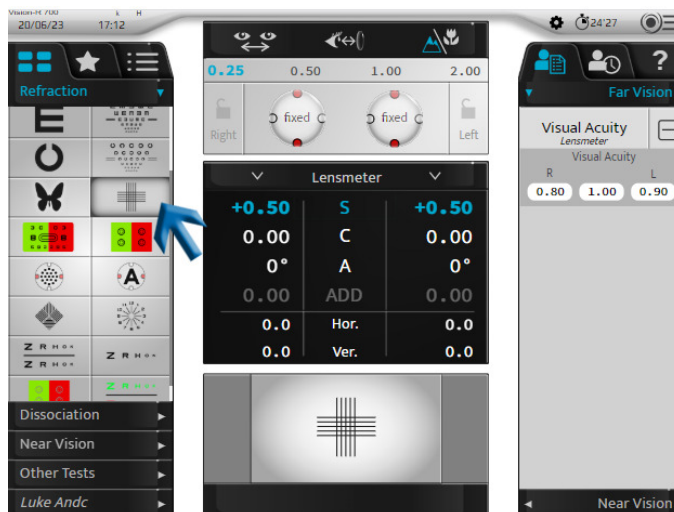 Vision-R 700
20/06/23 17:12
24'27
Refraction
Dissociation
Near Vision
Other Tests
Luke Andc
0.25 0.50 1.00 2.00
Right fixed fixed Left
Lensmeter
+0.50 S +0.50
0.00 C 0.00
0° A 0°
0.00 ADD 0.00
0.0 Hor. 0.0
0.0 Ver. 0.0
E
A
Z R H O K
Z R H O K
Z R H O K
?
Far Vision
Visual Acuity
Lensmeter
Visual Acuity
R L
0.80 1.00 0.90
Near Vision